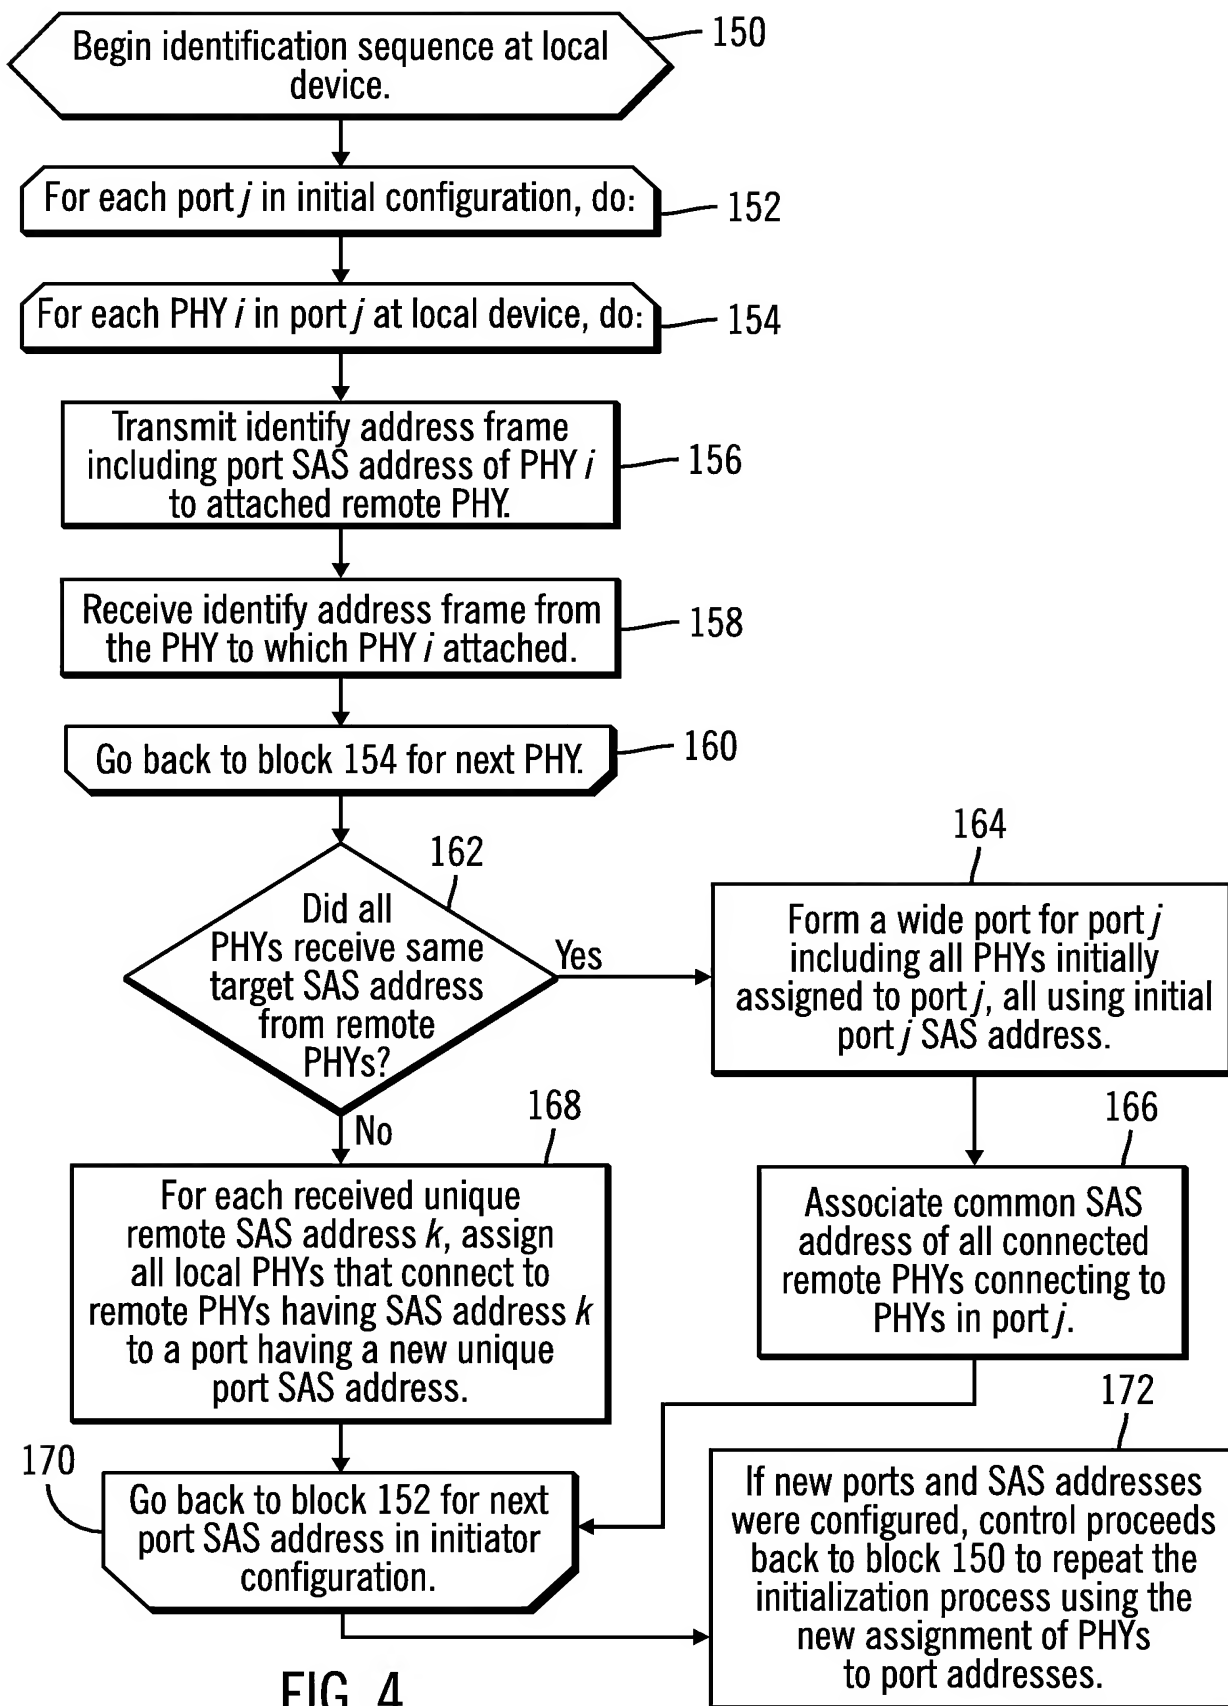 Begin identification sequence at local
device.
150
For each port j in initial configuration, do:
152
For each PHY i in port j at local device, do:
154
Transmit identify address frame
including port SAS address of PHY i
to attached remote PHY.
156
Receive identify address frame from
the PHY to which PHY i attached.
158
Go back to block 154 for next PHY.
160
162
Did all
PHYs receive same
target SAS address
from remote
PHYs?
Yes
No
164
Form a wide port for port j
including all PHYs initially
assigned to port j, all using initial
port j SAS address.
166
Associate common SAS
address of all connected
remote PHYs connecting to
PHYs in port j.
168
For each received unique
remote SAS address k, assign
all local PHYs that connect to
remote PHYs having SAS address k
to a port having a new unique
port SAS address.
170
Go back to block 152 for next
port SAS address in initiator
configuration.
172
If new ports and SAS addresses
were configured, control proceeds
back to block 150 to repeat the
initialization process using the
new assignment of PHYs
to port addresses.
FIG. 4